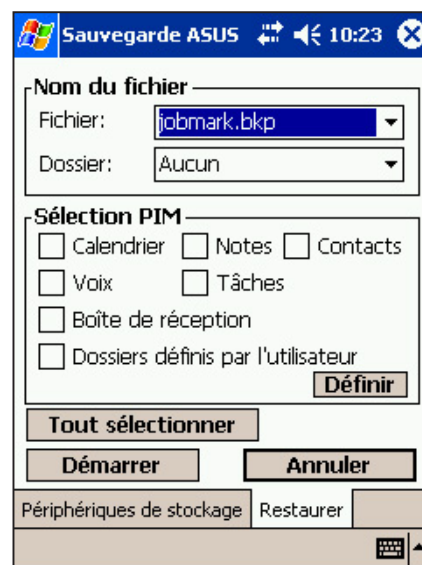 Sauvegarde ASUS 10:23
Nom du fichier
Fichier: jobmark.bkp
Dossier: Aucun
Sélection PIM
Calendrier Notes Contacts
Voix Tâches
Boîte de réception
Dossiers définis par l'utilisateur
Définir
Tout sélectionner
Démarrer Annuler
Périphériques de stockage Restaurer